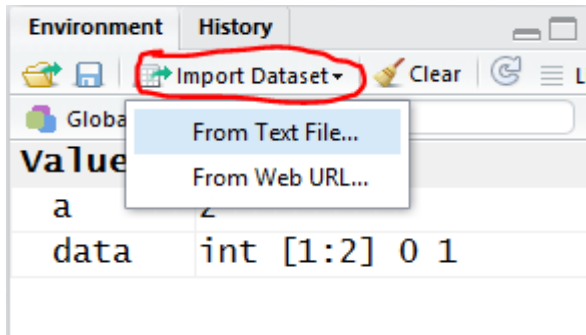 Environment History
Import Dataset Clear L
Globa
From Text File...
Value
From Web URL...
a 2
data int [1:2] 0 1